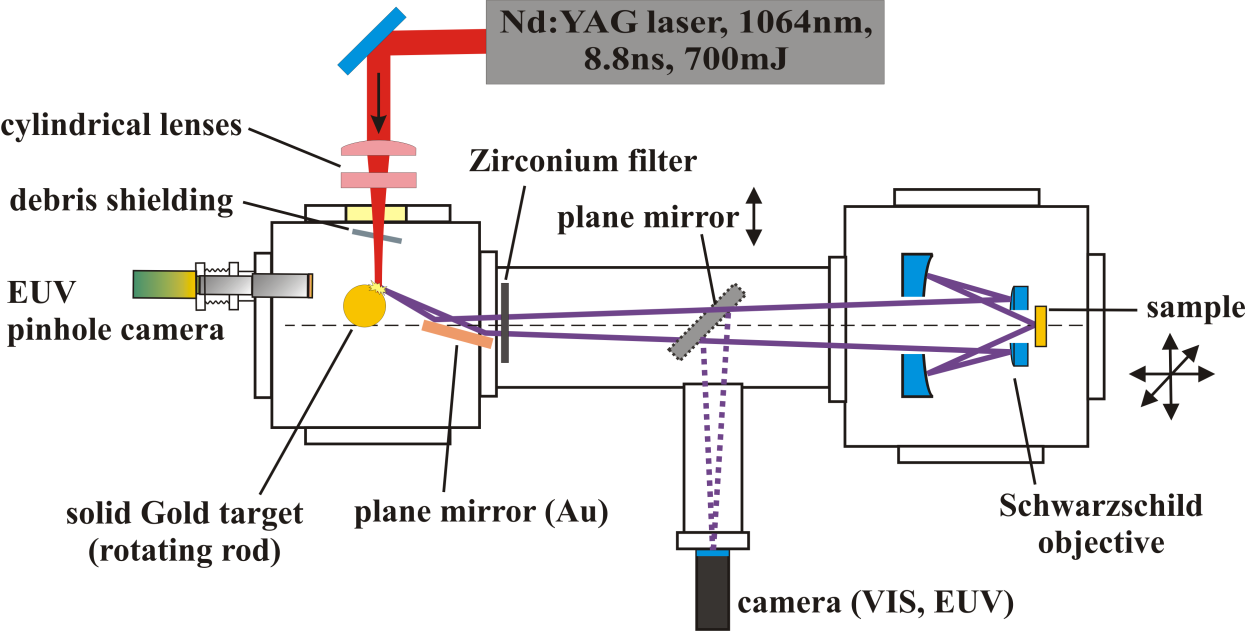 Nd:YAG laser, 1064nm,
8.8ns, 700mJ
cylindrical lenses
Zirconium filter
debris shielding
plane mirror
EUV
pinhole camera
sample
solid Gold target
(rotating rod)
plane mirror (Au)
Schwarzschild
objective
camera (VIS, EUV)